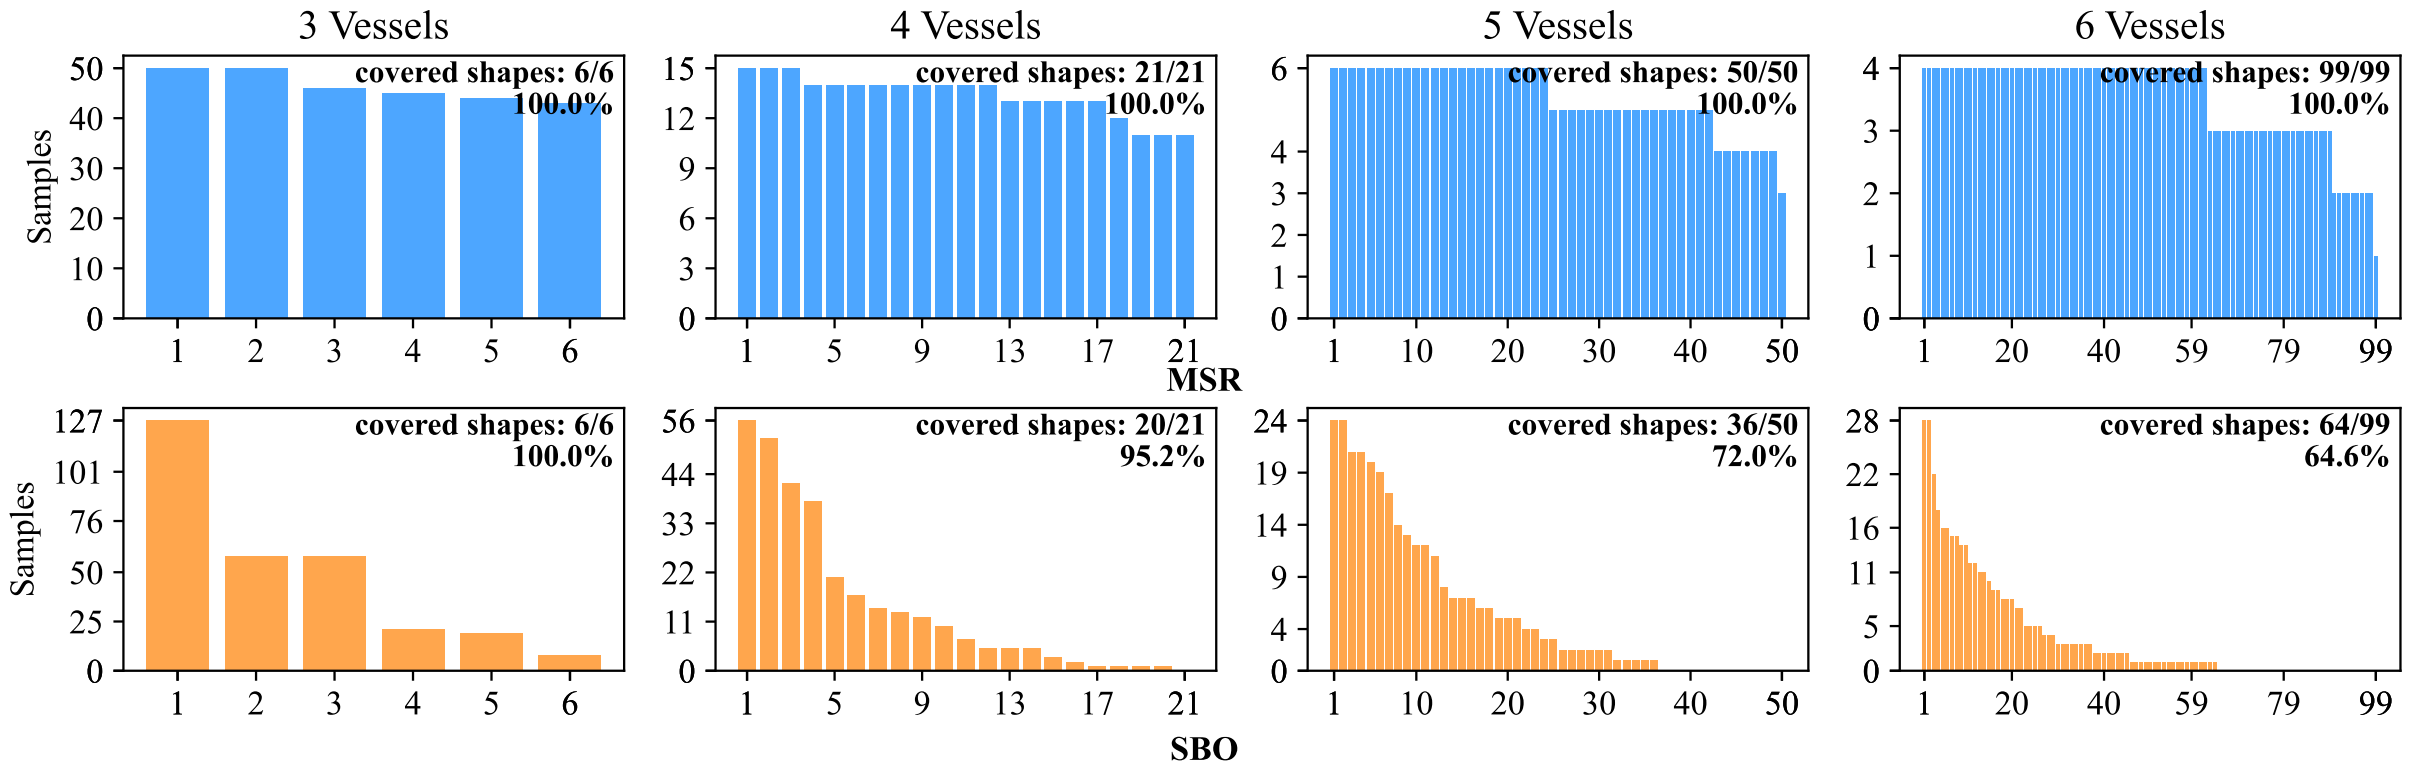 3 Vessels
4 Vessels
5 Vessels
6 Vessels
Samples
50
40
30
20
10
0
covered shapes: 6/6
100.0%
1 2 3 4 5 6
15
12
9
6
3
0
covered shapes: 21/21
100.0%
1 5 9 13 17 21
6
4
3
2
1
0
covered shapes: 50/50
100.0%
1 10 20 30 40 50
4
3
2
1
0
covered shapes: 99/99
100.0%
1 20 40 59 79 99
MSR
Samples
127
101
76
50
25
0
covered shapes: 6/6
100.0%
1 2 3 4 5 6
56
44
33
22
11
0
covered shapes: 20/21
95.2%
1 5 9 13 17 21
24
19
14
9
4
0
covered shapes: 36/50
72.0%
1 10 20 30 40 50
28
22
16
11
5
0
covered shapes: 64/99
64.6%
1 20 40 59 79 99
SBO